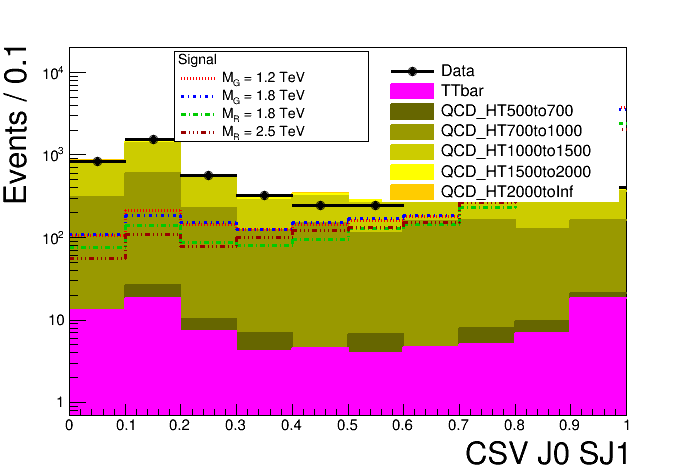 Events / 0.1
10^4
10^3
10^2
10
1
Signal
M_G = 1.2 TeV
M_G = 1.8 TeV
M_R = 1.8 TeV
M_R = 2.5 TeV
Data
TTbar
QCD_HT500to700
QCD_HT700to1000
QCD_HT1000to1500
QCD_HT1500to2000
QCD_HT2000toInf
0 0.1 0.2 0.3 0.4 0.5 0.6 0.7 0.8 0.9 1
CSV J0 SJ1